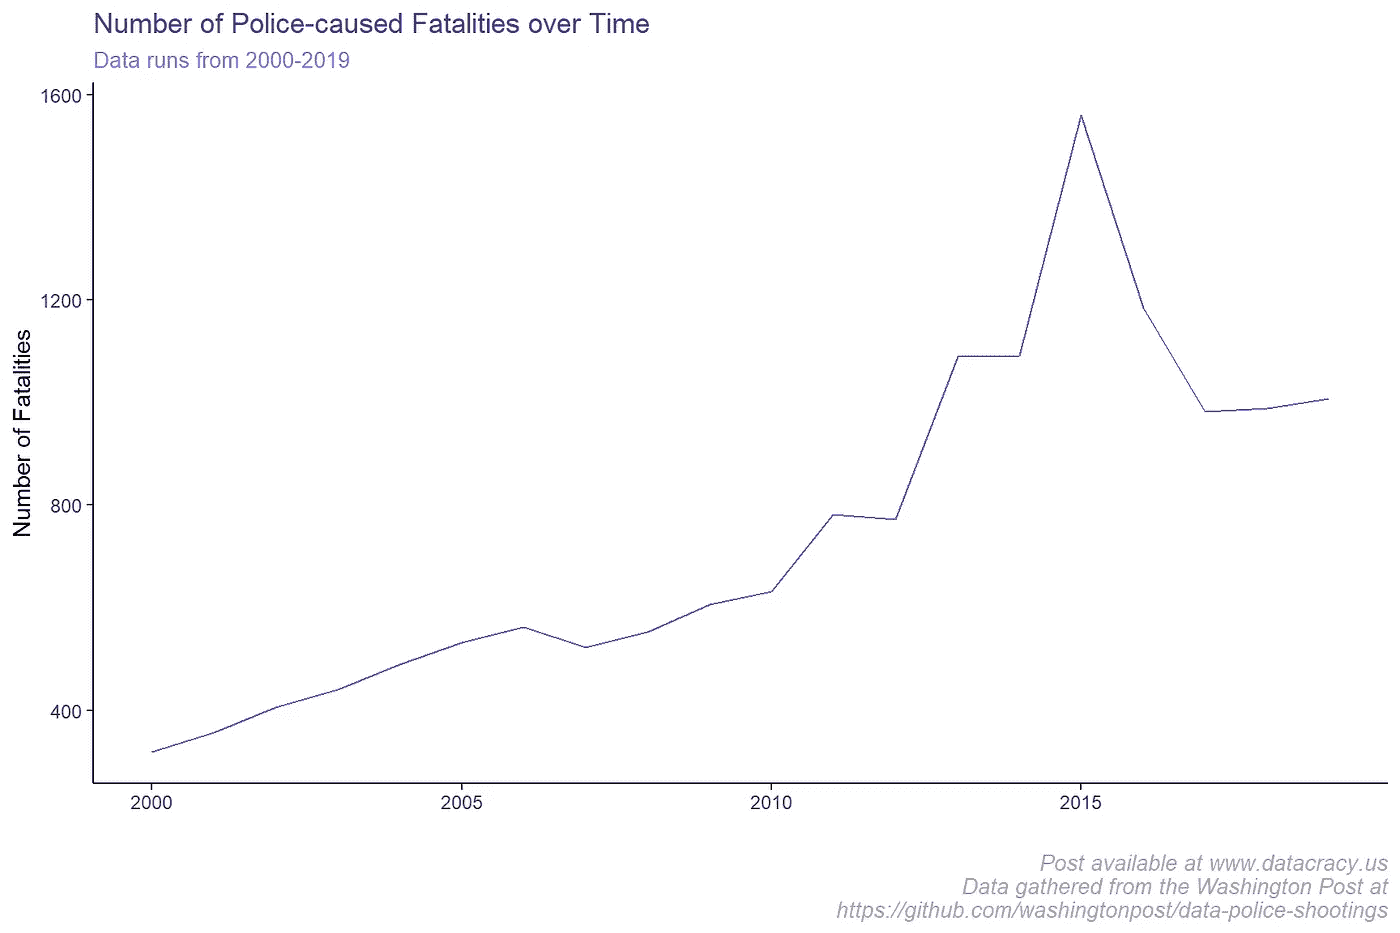 Number of Police-caused Fatalities over Time
Data runs from 2000-2019
1600
1200
800
400
Number of Fatalities
2000
2005
2010
2015
Post available at www.datacracy.us
Data gathered from the Washington Post at
https://github.com/washingtonpost/data-police-shootings